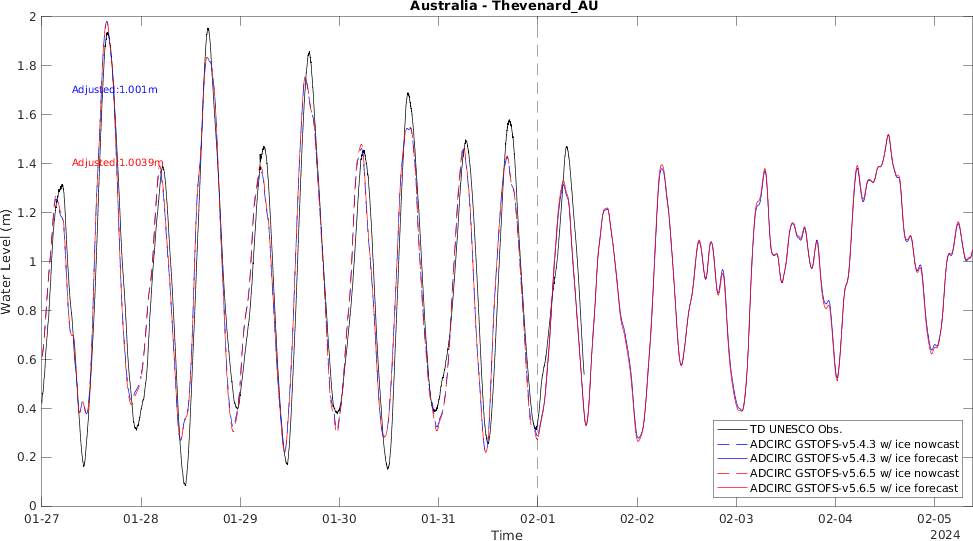 Australia - Thevenard_AU
2
1.8
1.6
1.4
1.2
1
0.8
0.6
0.4
0.2
0
Water Level (m)
Adjusted:1.001m
Adjusted:1.0039m
TD UNESCO Obs.
ADCIRC GSTOFS-v5.4.3 w/ ice nowcast
ADCIRC GSTOFS-v5.4.3 w/ ice forecast
ADCIRC GSTOFS-v5.6.5 w/ ice nowcast
ADCIRC GSTOFS-v5.6.5 w/ ice forecast
01-27 01-28 01-29 01-30 01-31 02-01 02-02 02-03 02-04 02-05
2024
Time